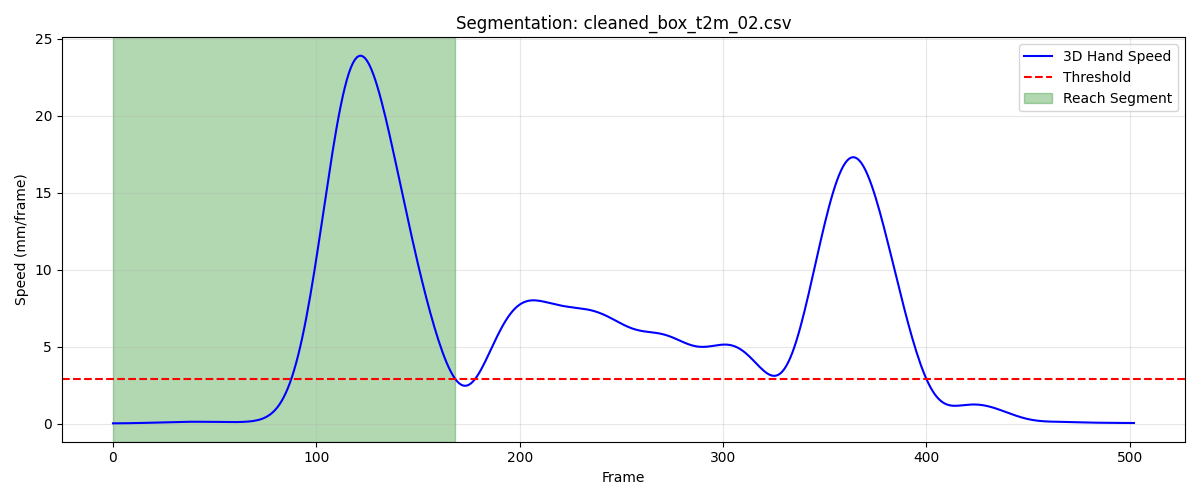 Segmentation: cleaned_box_t2m_02.csv
3D Hand Speed
Threshold
Reach Segment
Speed (mm/frame)
25
20
15
10
5
0
0 100 200 300 400 500
Frame